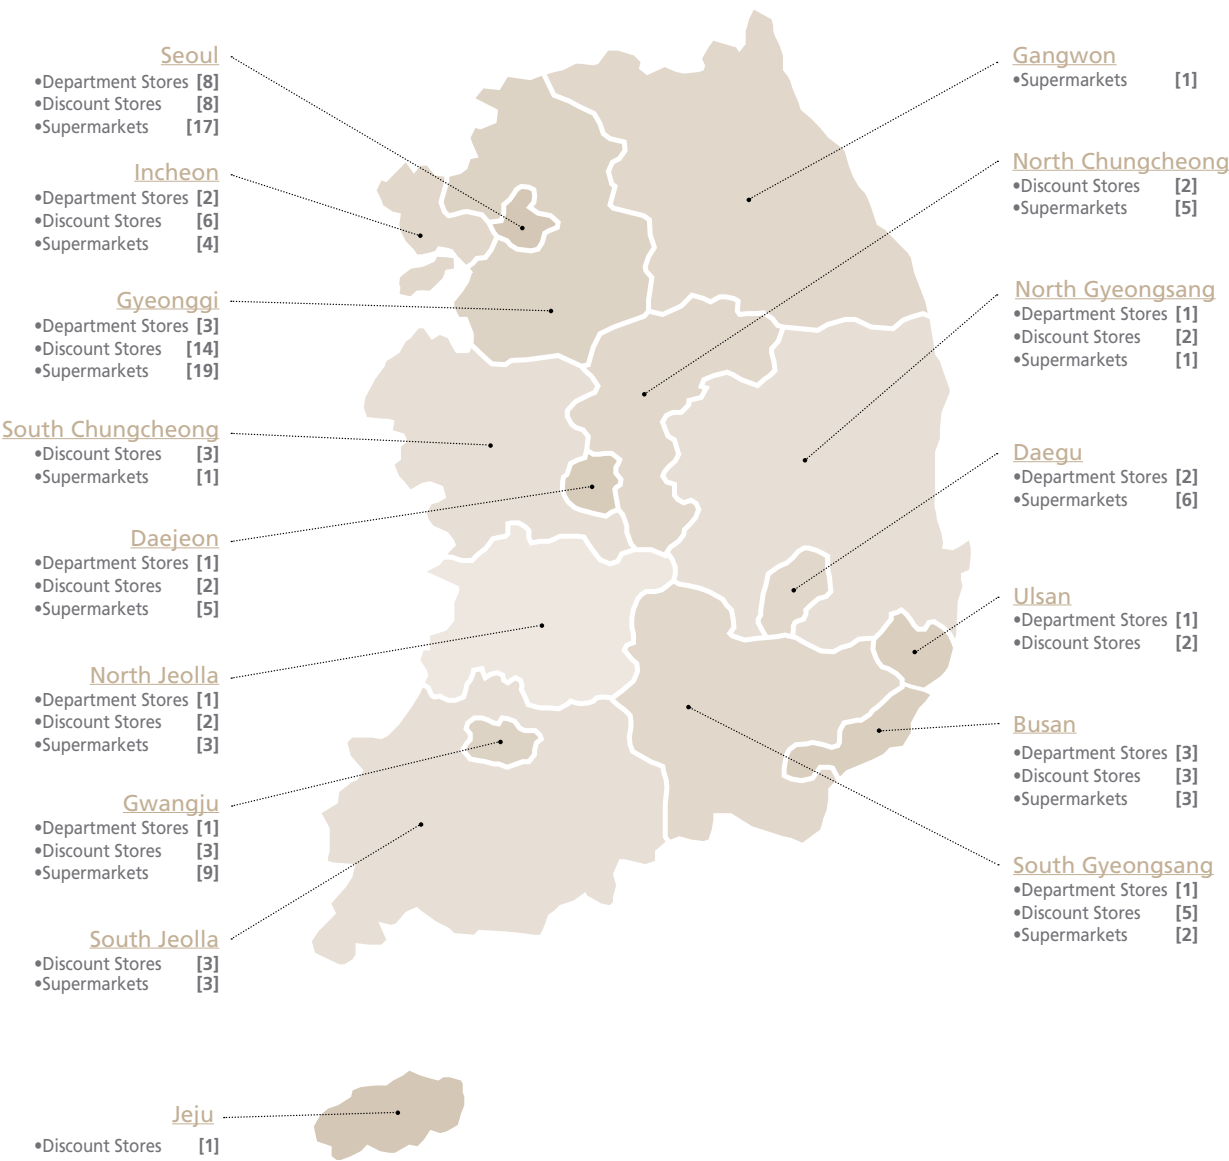 Seoul
•Department Stores [8]
•Discount Stores [8]
•Supermarkets [17]
Incheon
•Department Stores [2]
•Discount Stores [6]
•Supermarkets [4]
Gyeonggi
•Department Stores [3]
•Discount Stores [14]
•Supermarkets [19]
South Chungcheong
•Discount Stores [3]
•Supermarkets [1]
Daejeon
•Department Stores [1]
•Discount Stores [2]
•Supermarkets [5]
North Jeolla
•Department Stores [1]
•Discount Stores [2]
•Supermarkets [3]
Gwangju
•Department Stores [1]
•Discount Stores [3]
•Supermarkets [9]
South Jeolla
•Discount Stores [3]
•Supermarkets [3]
Jeju
•Discount Stores [1]
Gangwon
•Supermarkets [1]
North Chungcheong
•Discount Stores [2]
•Supermarkets [5]
North Gyeongsang
•Department Stores [1]
•Discount Stores [2]
•Supermarkets [1]
Daegu
•Department Stores [2]
•Supermarkets [6]
Ulsan
•Department Stores [1]
•Discount Stores [2]
Busan
•Department Stores [3]
•Discount Stores [3]
•Supermarkets [3]
South Gyeongsang
•Department Stores [1]
•Discount Stores [5]
•Supermarkets [2]